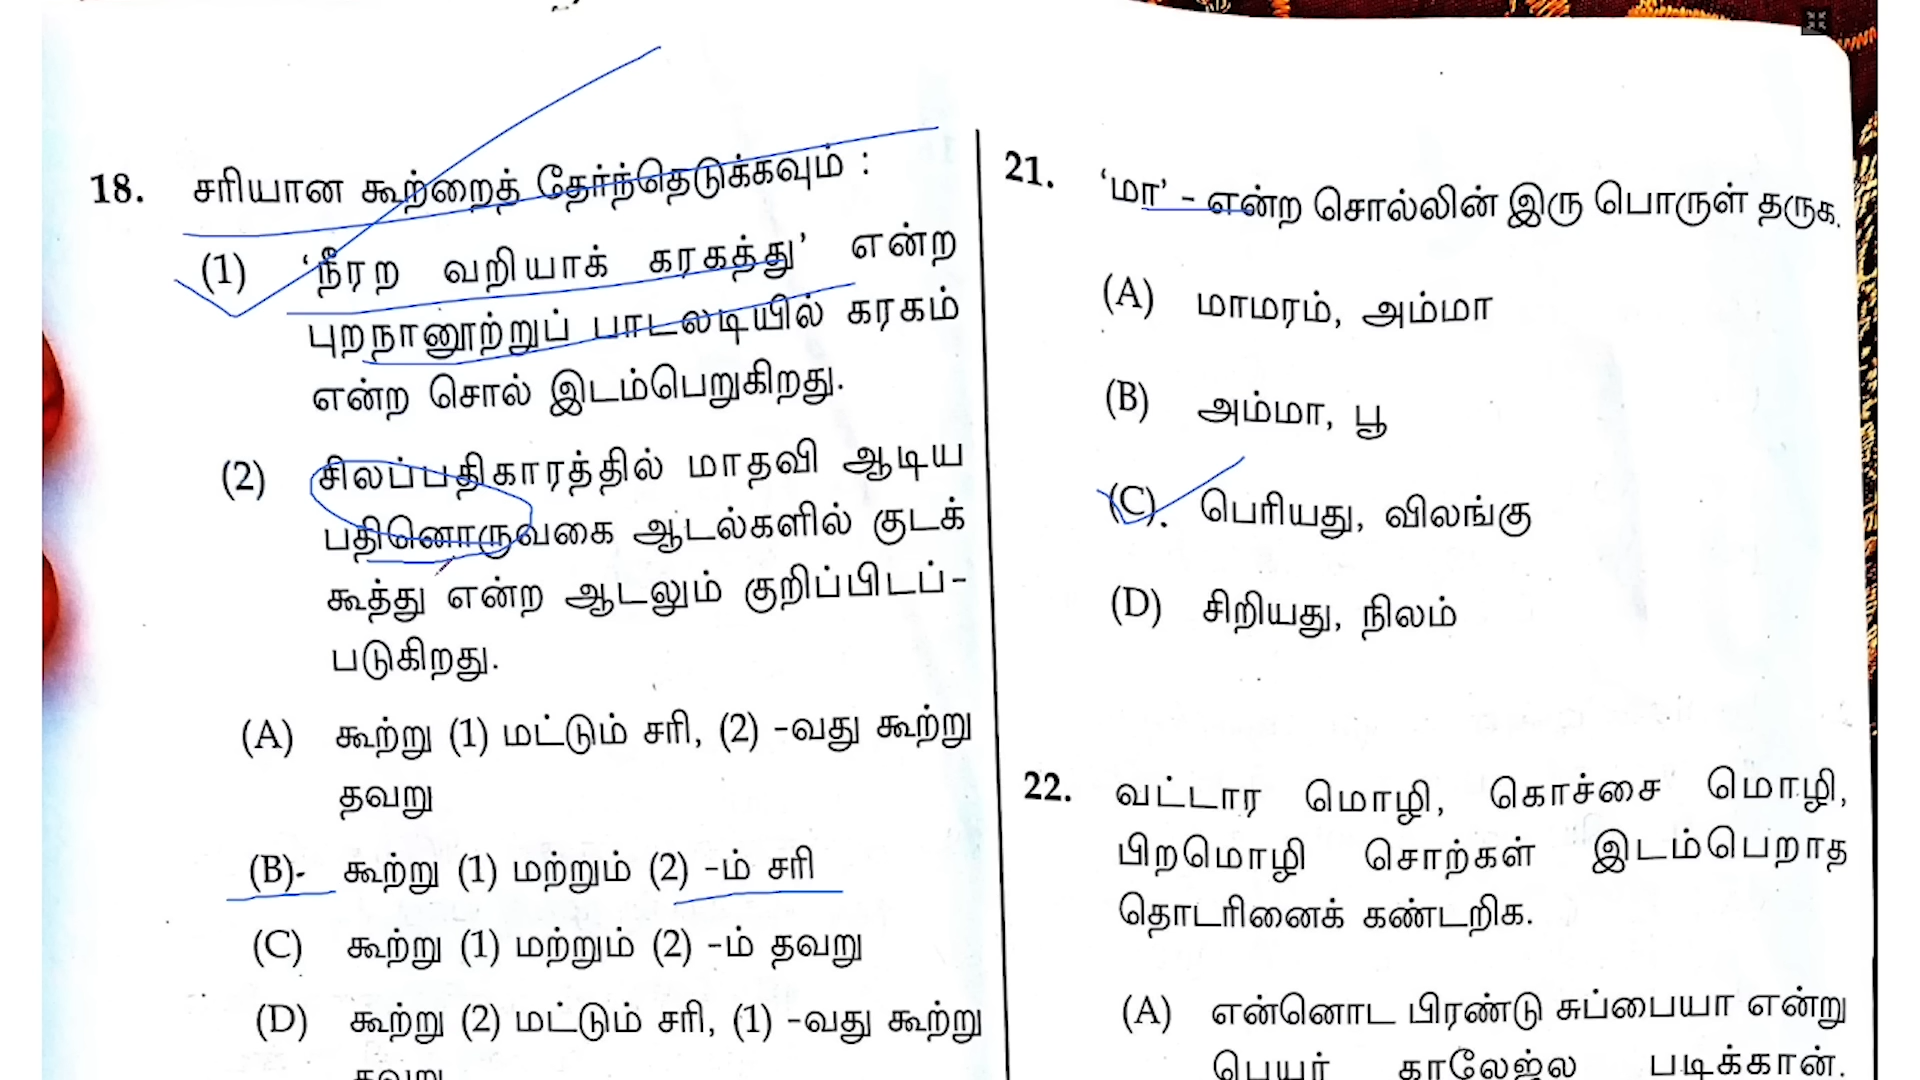 18. சரியான கூற்றைத் தேர்ந்தெடுக்கவும் :
(1) ‘நீரற வறியாக் கரகத்து’ என்ற
புறநானூற்றுப் பாடலடியில் கரகம்
என்ற சொல் இடம்பெறுகிறது.
(2) சிலப்பதிகாரத்தில் மாதவி ஆடிய
பதினொருவகை ஆடல்களில் குடக்
கூத்து என்ற ஆடலும் குறிப்பிடப்-
படுகிறது.
(A) கூற்று (1) மட்டும் சரி, (2) -வது கூற்று
தவறு
(B) கூற்று (1) மற்றும் (2) -ம் சரி
(C) கூற்று (1) மற்றும் (2) -ம் தவறு
(D) கூற்று (2) மட்டும் சரி, (1) -வது கூற்று
தவறு
21. ‘மா’ - என்ற சொல்லின் இரு பொருள் தருக.
(A) மாமரம், அம்மா
(B) அம்மா, பூ
(C) பெரியது, விலங்கு
(D) சிறியது, நிலம்
22. வட்டார மொழி, கொச்சை மொழி,
பிறமொழி சொற்கள் இடம்பெறாத
தொடரினைக் கண்டறிக.
(A) என்னொட பிரண்டு சுப்பையா என்று
பெயர் காலேஜ்ல படிக்கான்.